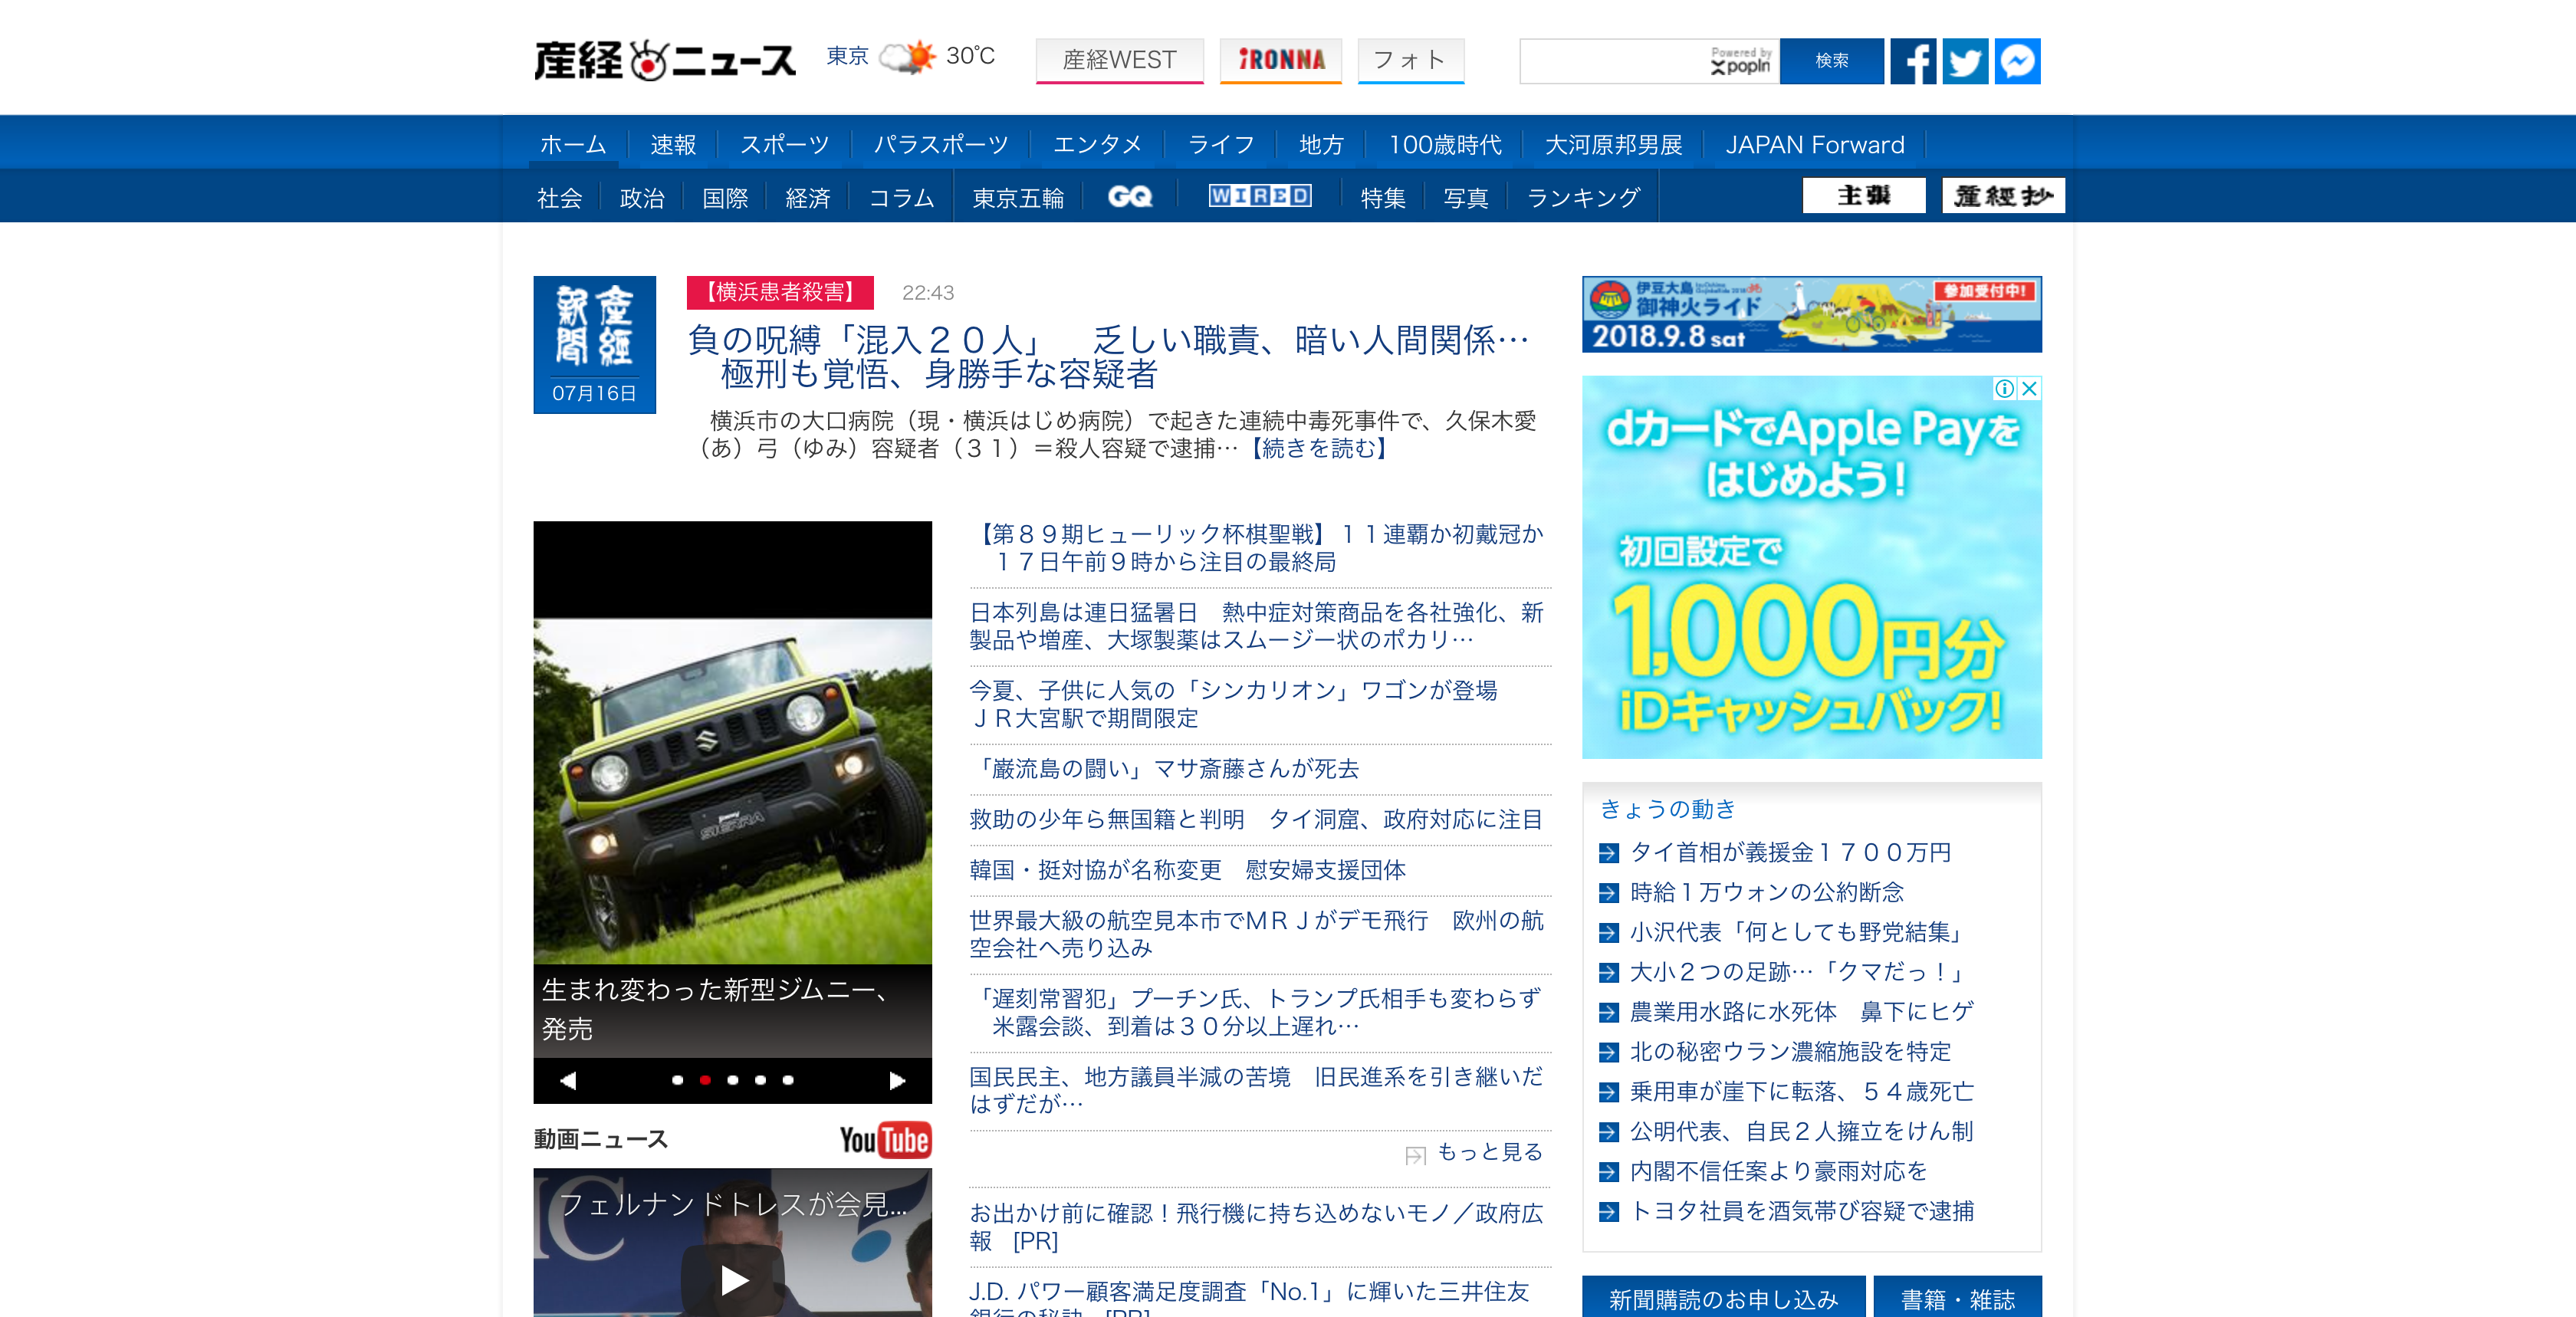 産経ニュース
東京 30℃
産経WEST
iRONNA
フォト
Powered by
popIn
検索
ホーム 速報 スポーツ パラスポーツ エンタメ ライフ 地方 100歳時代 大河原邦男展 JAPAN Forward
社会 政治 国際 経済 コラム 東京五輪 GQ WIRED 特集 写真 ランキング 主張 産経抄
産經新聞
07月16日
【横浜患者殺害】 22:43
負の呪縛「混入２０人」　乏しい職責、暗い人間関係…
極刑も覚悟、身勝手な容疑者
横浜市の大口病院（現・横浜はじめ病院）で起きた連続中毒死事件で、久保木愛
（あ）弓（ゆみ）容疑者（３１）＝殺人容疑で逮捕…【続きを読む】
生まれ変わった新型ジムニー、
発売
SIERRA
動画ニュース
YouTube
フェルナンドトレスが会見...
【第８９期ヒューリック杯棋聖戦】１１連覇か初戴冠か
１７日午前９時から注目の最終局
日本列島は連日猛暑日　熱中症対策商品を各社強化、新
製品や増産、大塚製薬はスムージー状のポカリ…
今夏、子供に人気の「シンカリオン」ワゴンが登場
ＪＲ大宮駅で期間限定
「巌流島の闘い」マサ斎藤さんが死去
救助の少年ら無国籍と判明　タイ洞窟、政府対応に注目
韓国・挺対協が名称変更　慰安婦支援団体
世界最大級の航空見本市でＭＲＪがデモ飛行　欧州の航
空会社へ売り込み
「遅刻常習犯」プーチン氏、トランプ氏相手も変わらず
米露会談、到着は３０分以上遅れ…
国民民主、地方議員半減の苦境　旧民進系を引き継いだ
はずだが…
もっと見る
お出かけ前に確認！飛行機に持ち込めないモノ／政府広
報　[PR]
J.D. パワー顧客満足度調査「No.1」に輝いた三井住友
銀行の秘訣　[PR]
伊豆大島
御神火ライド
参加受付中!
2018.9.8 sat
dカードでApple Payを
はじめよう!
初回設定で
1,000円分
iDキャッシュバック!
きょうの動き
タイ首相が義援金１７００万円
時給１万ウォンの公約断念
小沢代表「何としても野党結集」
大小２つの足跡…「クマだっ！」
農業用水路に水死体　鼻下にヒゲ
北の秘密ウラン濃縮施設を特定
乗用車が崖下に転落、５４歳死亡
公明代表、自民２人擁立をけん制
内閣不信任案より豪雨対応を
トヨタ社員を酒気帯び容疑で逮捕
新聞購読のお申し込み
書籍・雑誌